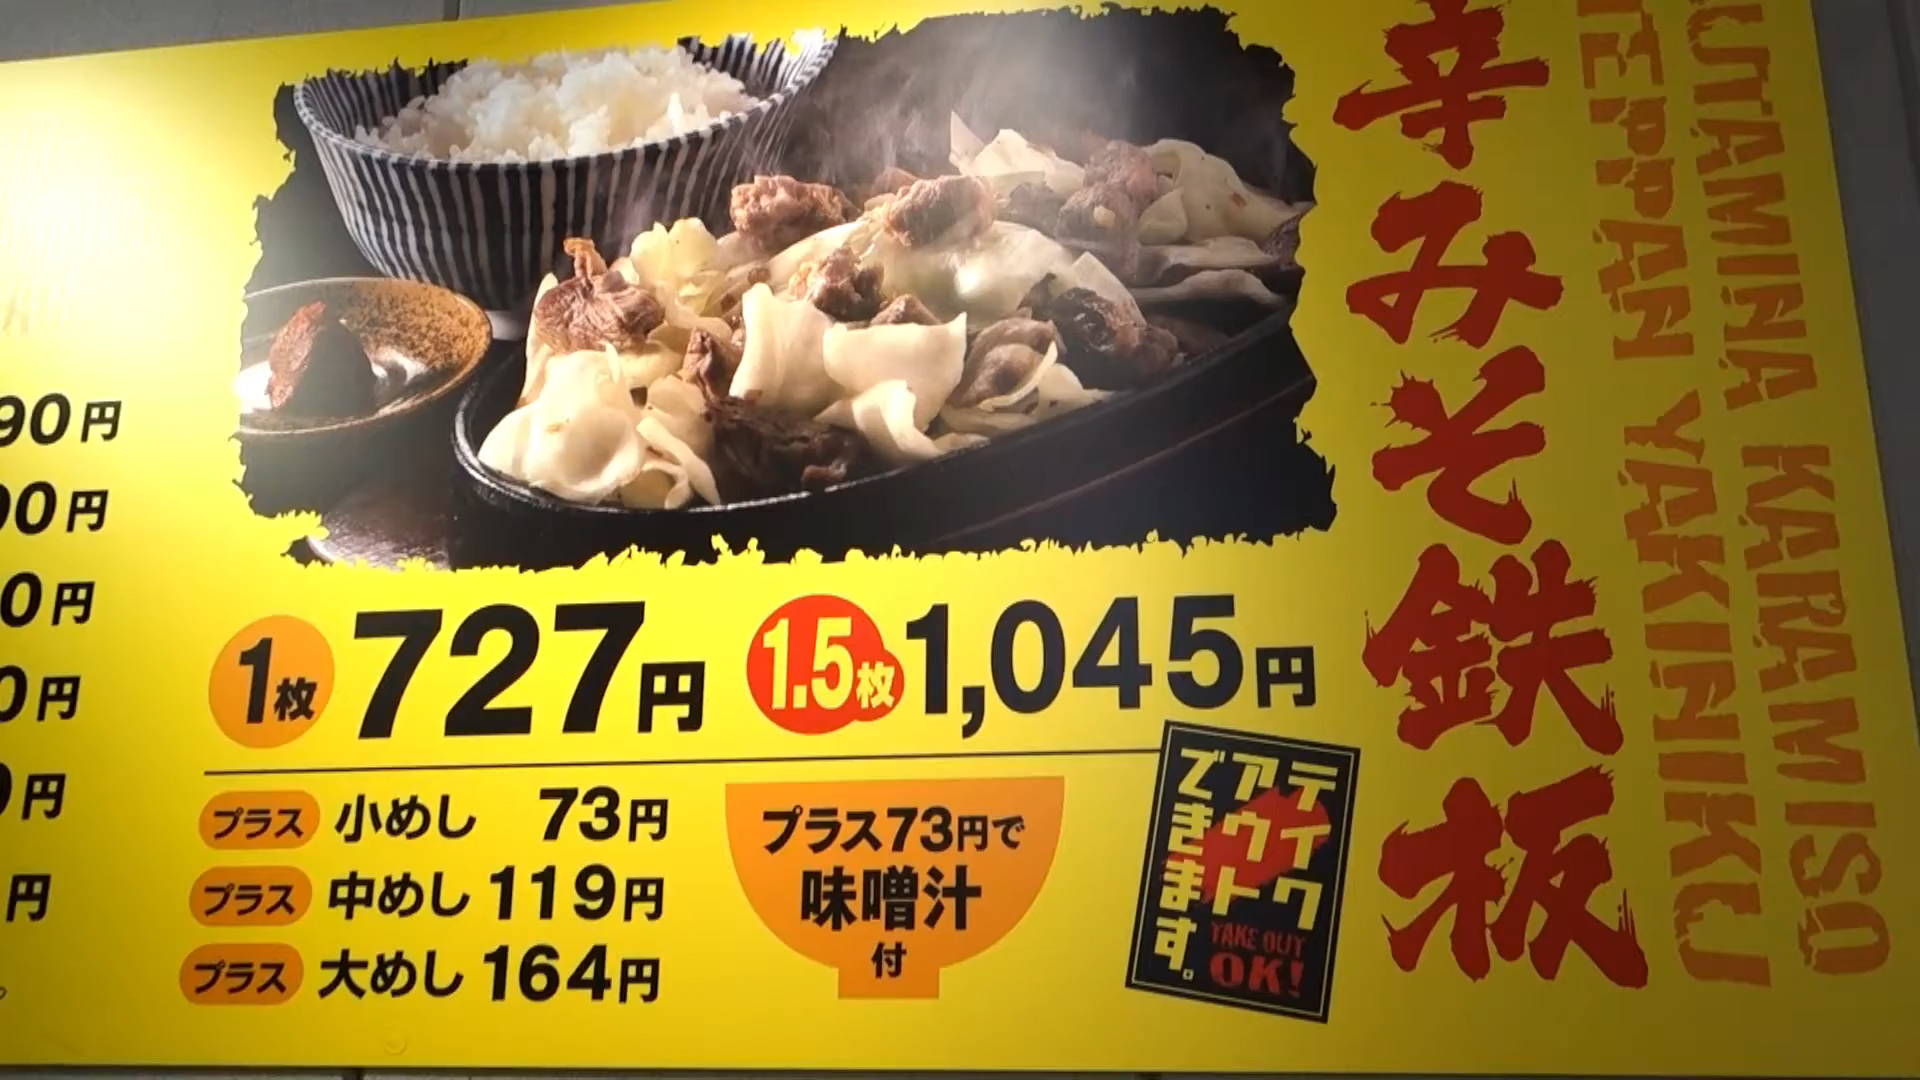 辛みそ鉄板
UTAMINA KARAMISO
TEPPAN YAKINIKU
90円
00円
0円
0円
円
円
1枚 727円 1.5枚 1,045円
プラス 小めし 73円
プラス 中めし 119円
プラス 大めし 164円
プラス73円で
味噌汁
付
テイク
アウト
できます。
TAKE OUT
OK!